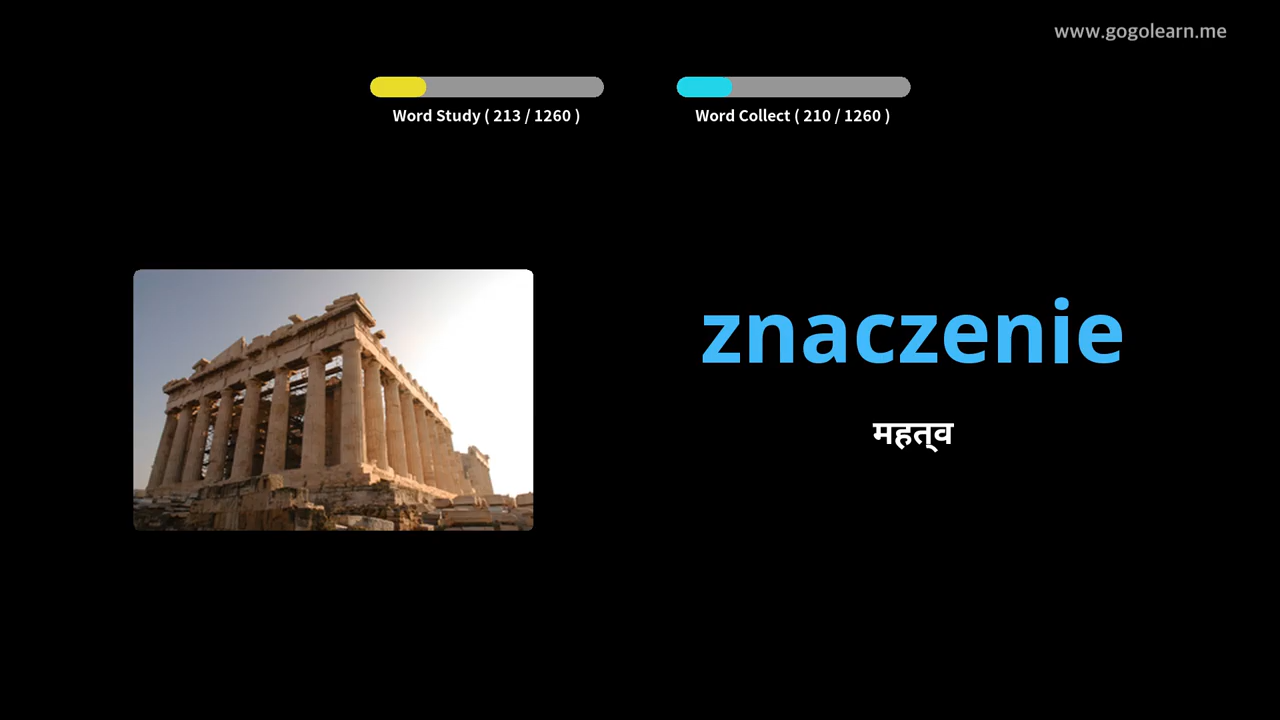 www.gogolearn.me
Word Study ( 213 / 1260 )
Word Collect ( 210 / 1260 )
znaczenie
महत्‌व